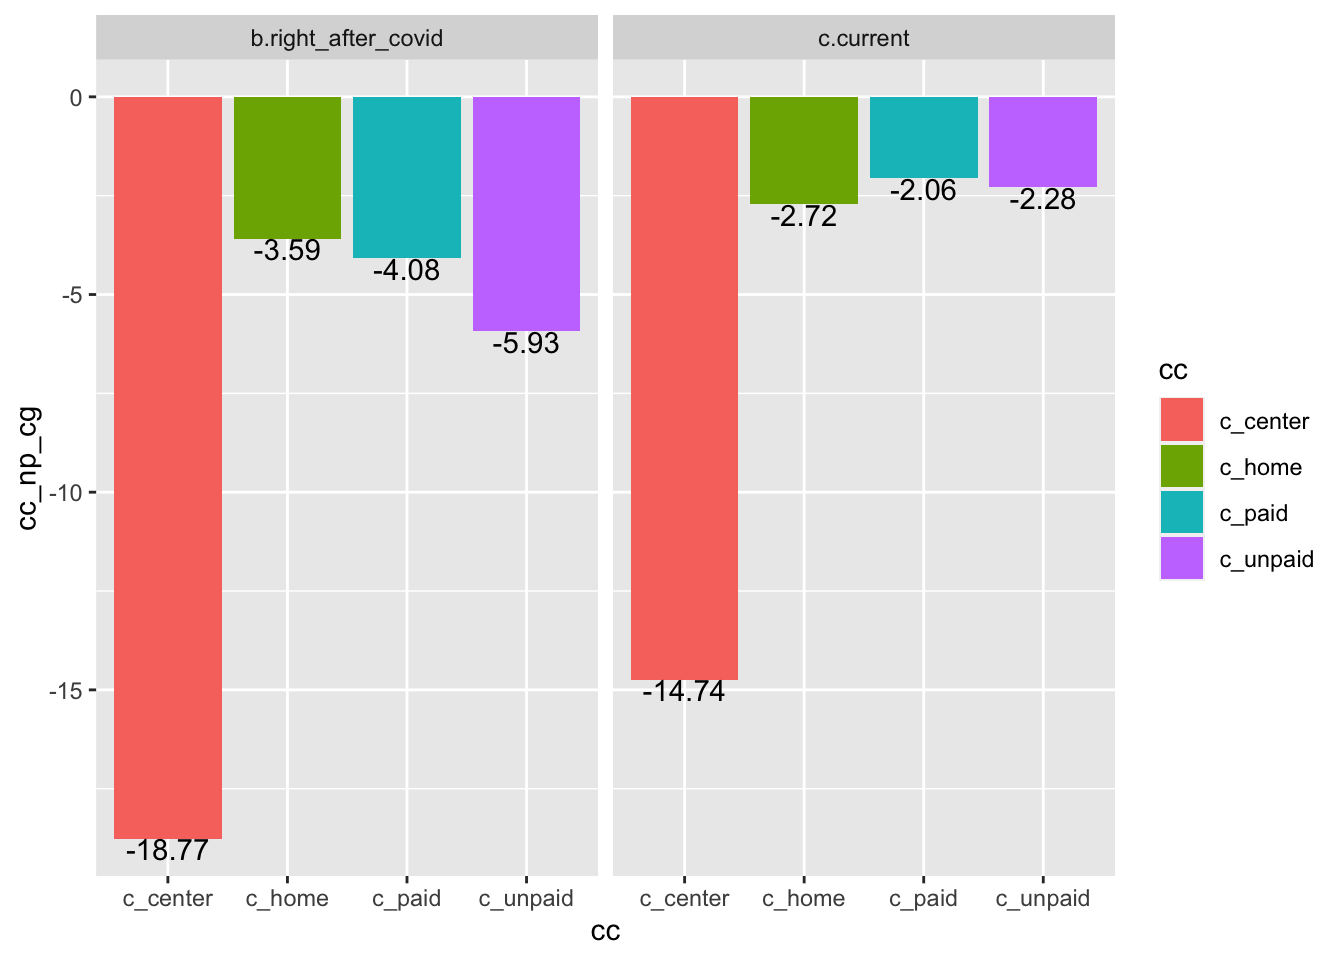 b.right_after_covid
c.current
cc_np_cg
0
-5
-10
-15
-18.77
-3.59
-4.08
-5.93
-14.74
-2.72
-2.06
-2.28
c_center c_home c_paid c_unpaid
c_center c_home c_paid c_unpaid
cc
cc
c_center
c_home
c_paid
c_unpaid